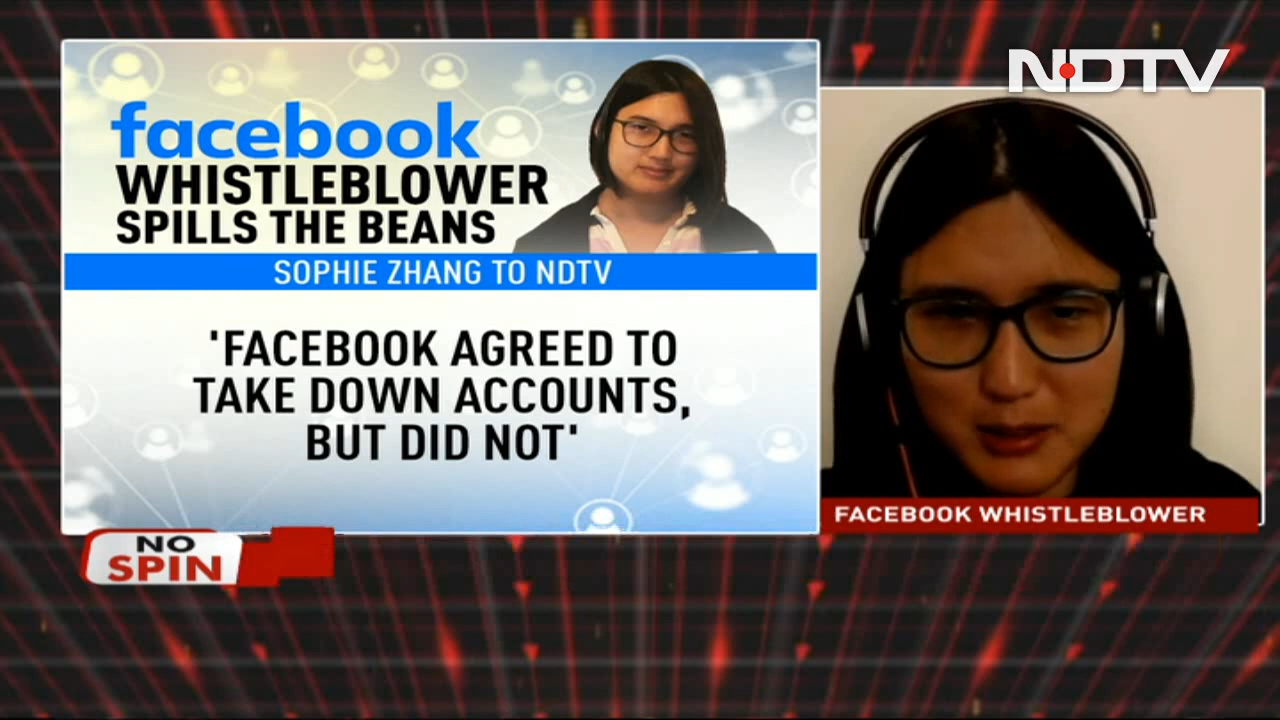 facebook
WHISTLEBLOWER
SPILLS THE BEANS
SOPHIE ZHANG TO NDTV
'FACEBOOK AGREED TO
TAKE DOWN ACCOUNTS,
BUT DID NOT'
NDTV
FACEBOOK WHISTLEBLOWER
NO
SPIN